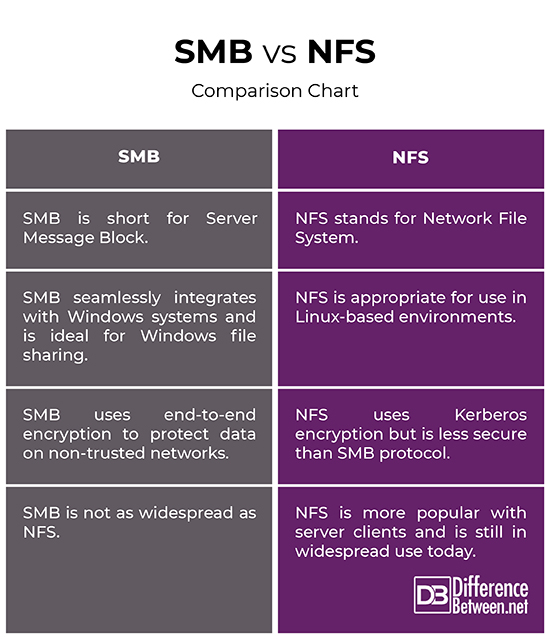 SMB vs NFS
Comparison Chart
SMB
NFS
SMB is short for Server
Message Block.
NFS stands for Network File
System.
SMB seamlessly integrates
with Windows systems and
is ideal for Windows file
sharing.
NFS is appropriate for use in
Linux-based environments.
SMB uses end-to-end
encryption to protect data
on non-trusted networks.
NFS uses Kerberos
encryption but is less secure
than SMB protocol.
SMB is not as widespread as
NFS.
NFS is more popular with
server clients and is still in
widespread use today.
DB Difference
Between.net